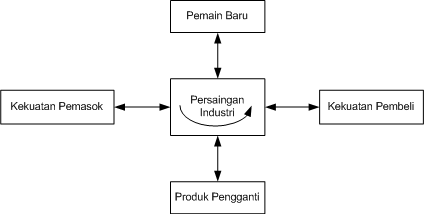 Pemain Baru
Kekuatan Pemasok
Persaingan
Industri
Kekuatan Pembeli
Produk Pengganti